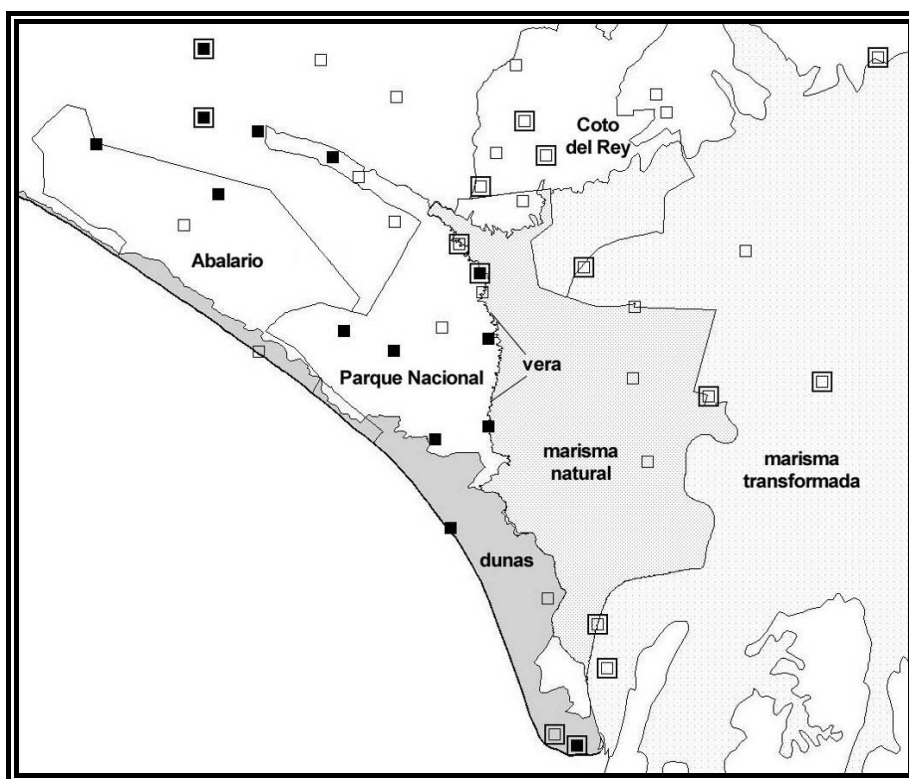 Coto
del Rey
Abalario
vera
Parque Nacional
marisma
natural
marisma
transformada
dunas